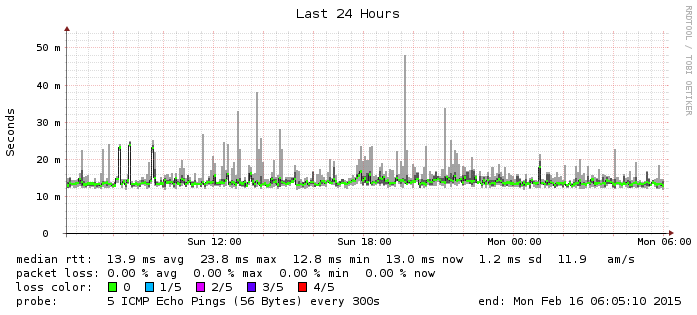 Last 24 Hours
RRDTOOL / TOBI OETIKER
Seconds
50 m
40 m
30 m
20 m
10 m
0
Sun 12:00 Sun 18:00 Mon 00:00 Mon 06:00
median rtt: 13.9 ms avg 23.8 ms max 12.8 ms min 13.0 ms now 1.2 ms sd 11.9 am/s
packet loss: 0.00 % avg 0.00 % max 0.00 % min 0.00 % now
loss color: 0 1/5 2/5 3/5 4/5
probe: 5 ICMP Echo Pings (56 Bytes) every 300s end: Mon Feb 16 06:05:10 2015